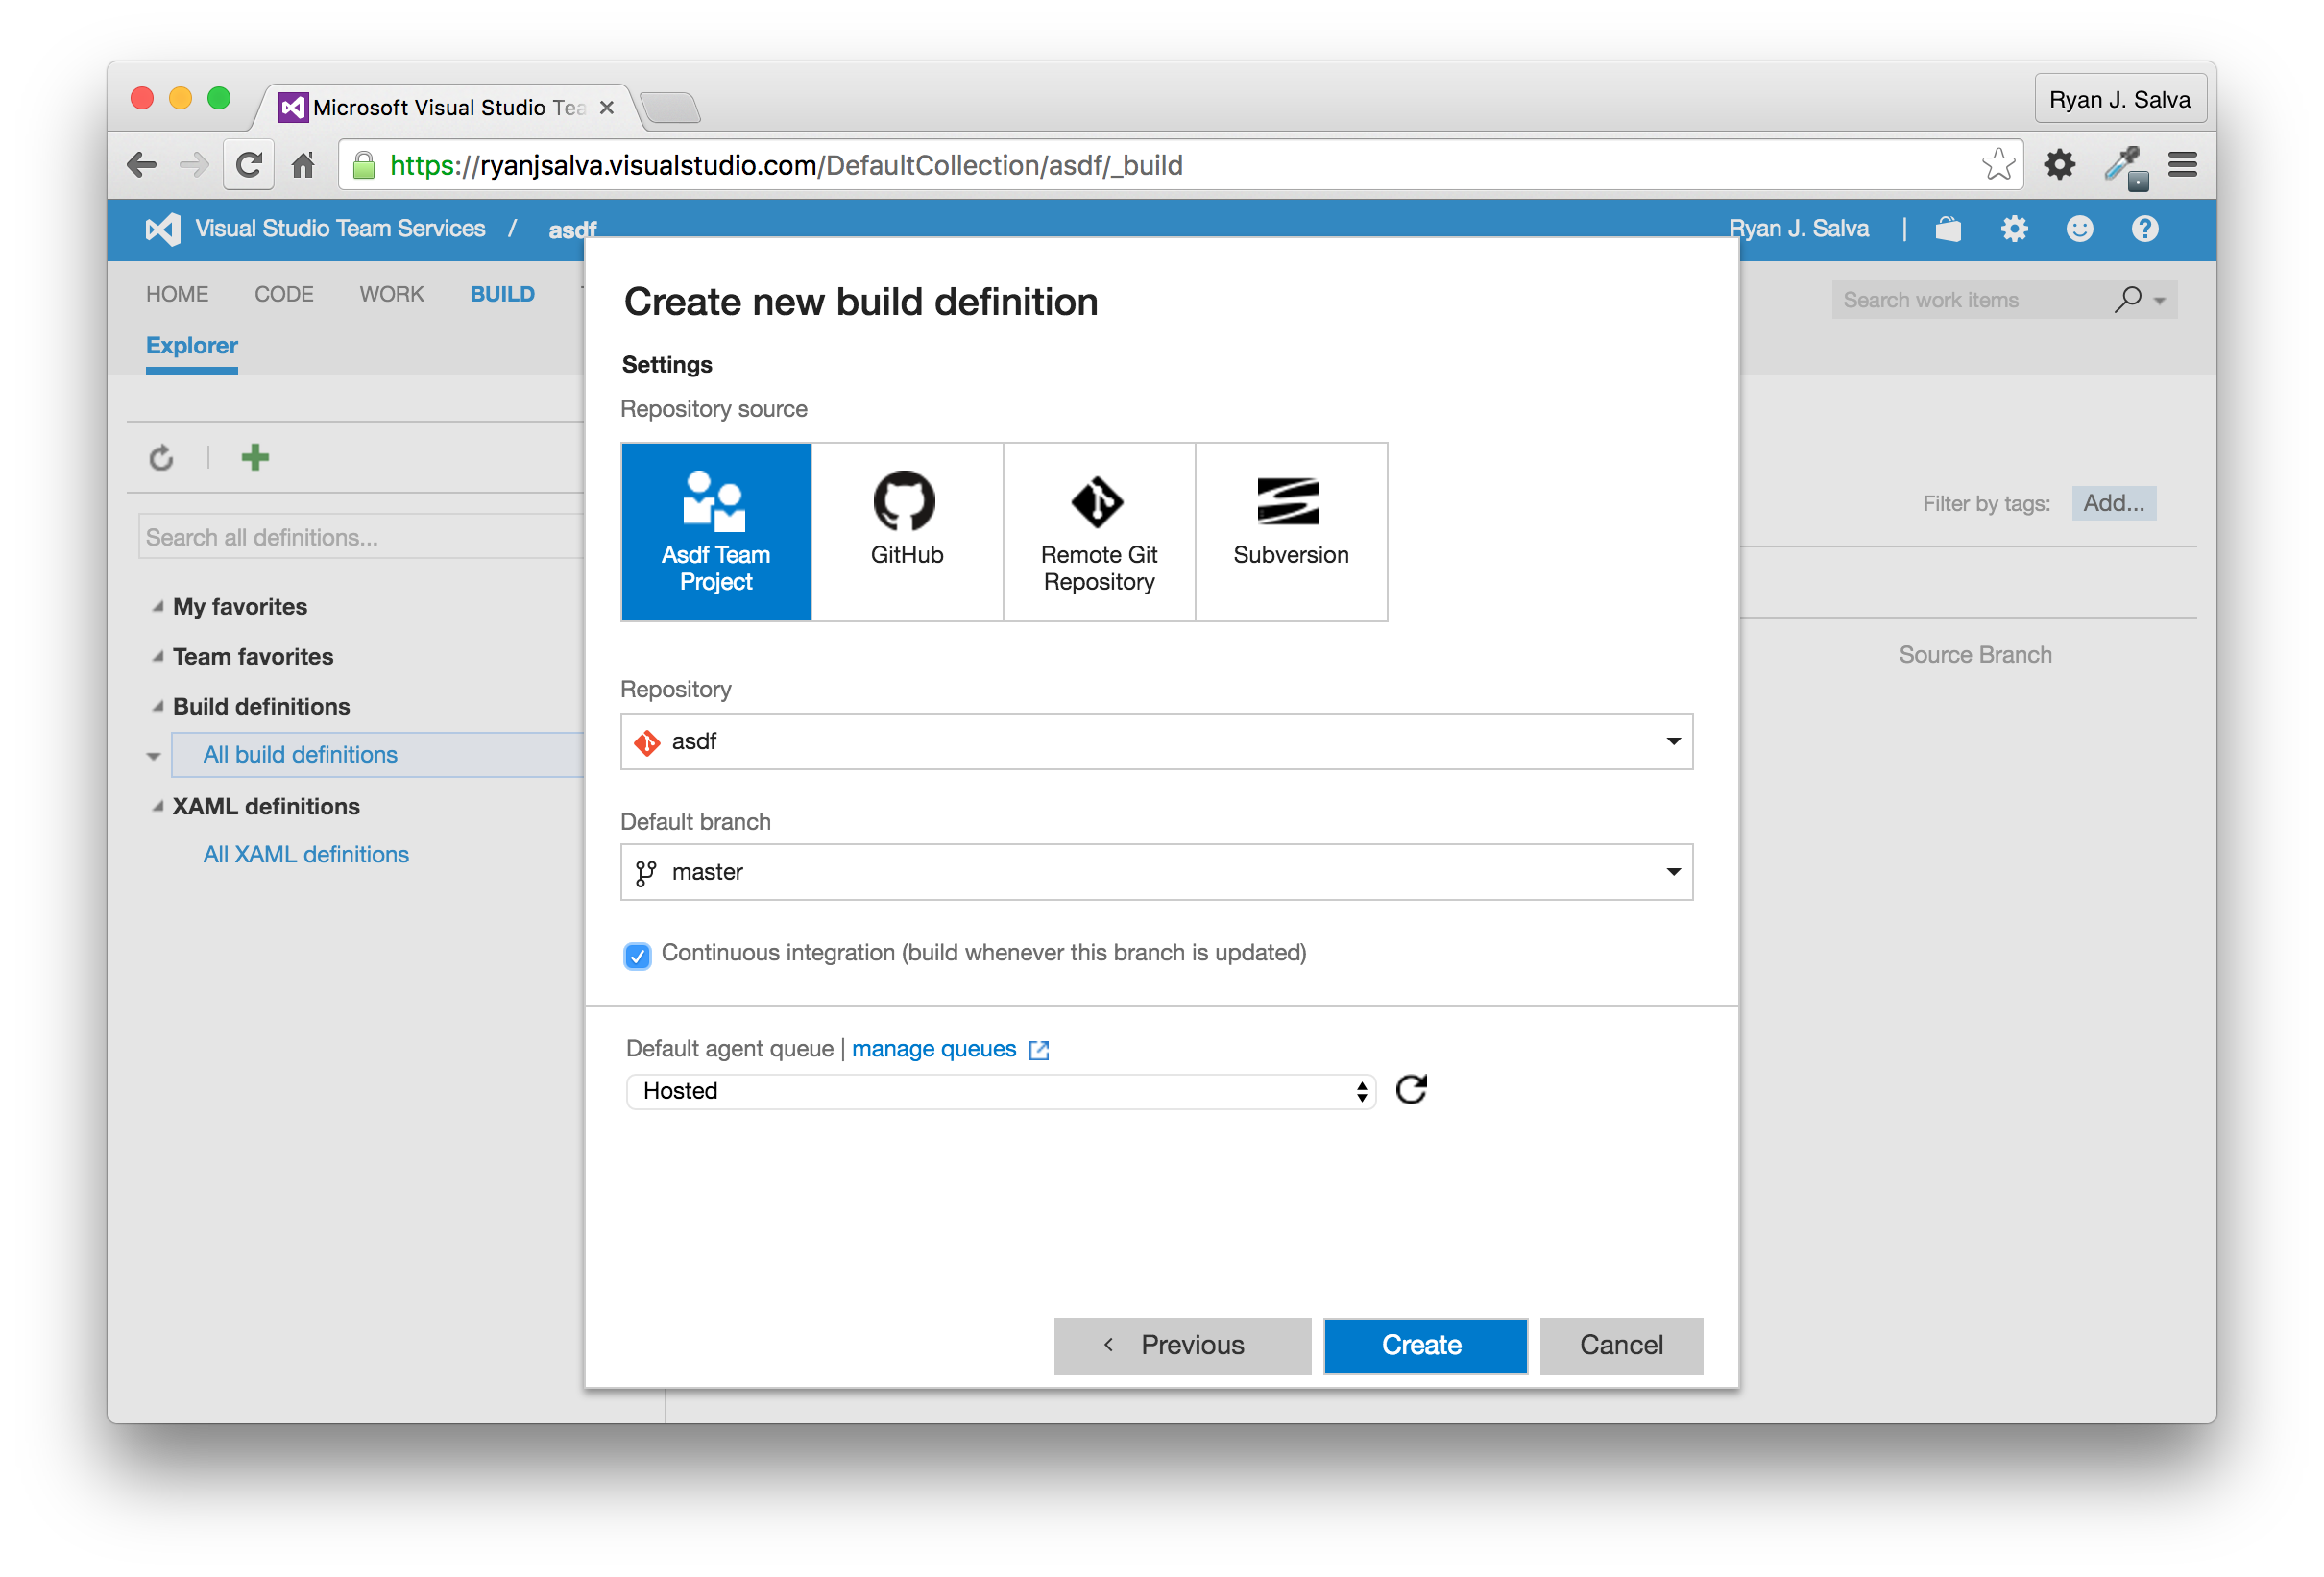 Microsoft Visual Studio Tea
Ryan J. Salva
https://ryanjsalva.visualstudio.com/DefaultCollection/asdf/_build
Visual Studio Team Services / asdf
Ryan J. Salva |
HOME CODE WORK BUILD
Search work items
Explorer
Search all definitions...
My favorites
Team favorites
Build definitions
All build definitions
XAML definitions
All XAML definitions
Create new build definition
Settings
Repository source
Asdf Team
Project
GitHub
Remote Git
Repository
Subversion
Repository
asdf
Default branch
master
Continuous integration (build whenever this branch is updated)
Default agent queue | manage queues
Hosted
< Previous
Create
Cancel
Filter by tags: Add...
Source Branch